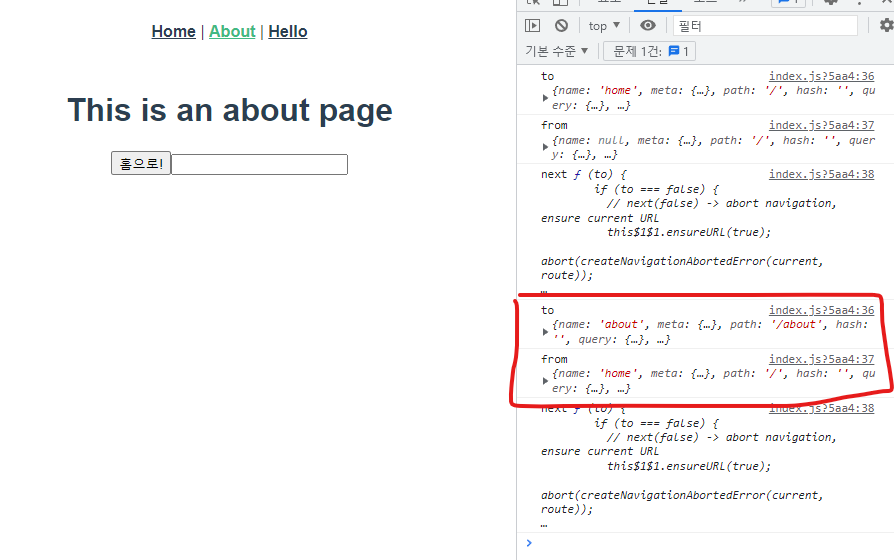 Home | About | Hello
This is an about page
홈으로!
top ▼
필터
기본 수준 ▼
문제 1건: 1
to index.js?5aa4:36
▶ {name: 'home', meta: {…}, path: '/', hash: '', qu
ery: {…}, …}
from index.js?5aa4:37
▶ {name: null, meta: {…}, path: '/', hash: '', quer
y: {…}, …}
next ƒ (to) { index.js?5aa4:38
if (to === false) {
// next(false) -> abort navigation,
ensure current URL
this$1$1.ensureURL(true);
abort(createNavigationAbortedError(current,
route));
…
to index.js?5aa4:36
▶ {name: 'about', meta: {…}, path: '/about', hash:
'', query: {…}, …}
from index.js?5aa4:37
▶ {name: 'home', meta: {…}, path: '/', hash: '', qu
ery: {…}, …}
next ƒ (to) { index.js?5aa4:38
if (to === false) {
// next(false) -> abort navigation,
ensure current URL
this$1$1.ensureURL(true);
abort(createNavigationAbortedError(current,
route));
…
›